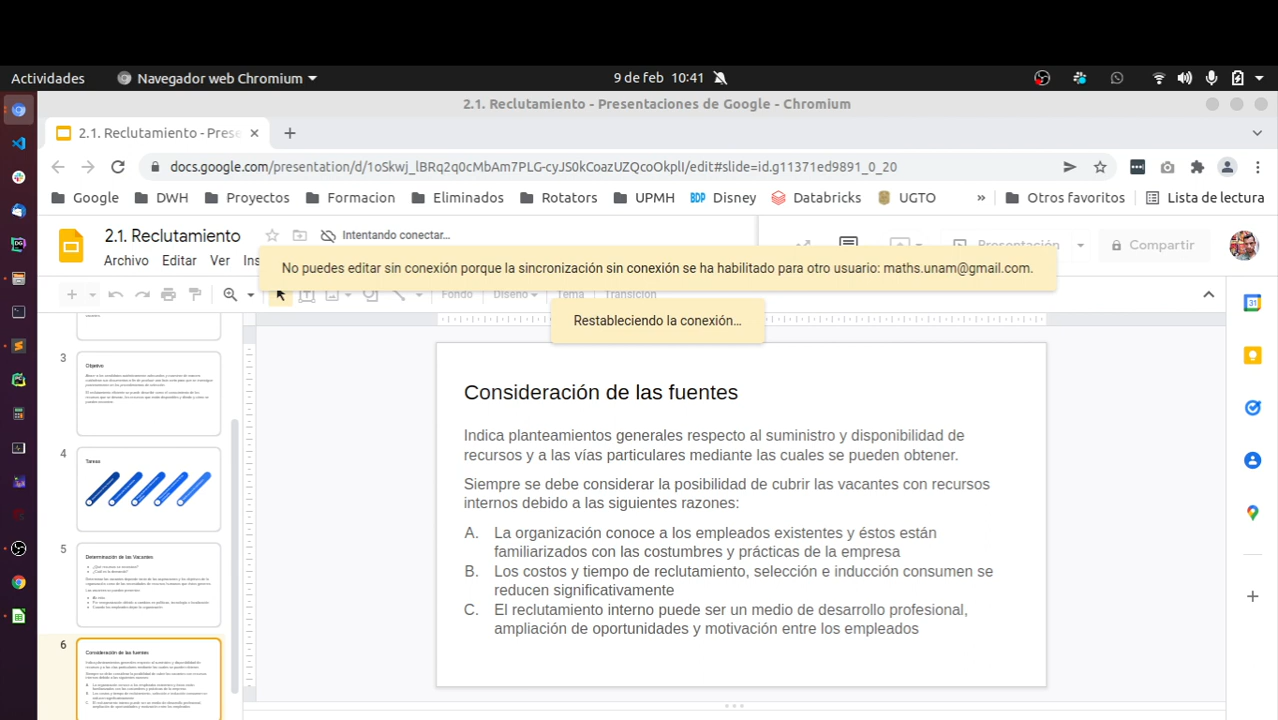 Actividades
Navegador web Chromium
9 de feb 10:41
2.1. Reclutamiento - Presentaciones de Google - Chromium
2.1. Reclutamiento - Prese
docs.google.com/presentation/d/1oSkwj_lBRq2q0cMbAm7PLG-cyJS0kCoazUZQcoOkpII/edit#slide=id.g11371ed9891_0_20
Google
DWH
Proyectos
Formacion
Eliminados
Rotators
UPMH
BDP Disney
Databricks
UGTO
»
Otros favoritos
Lista de lectura
2.1. Reclutamiento
Intentando conectar...
Presentación
Compartir
Archivo Editar Ver Ins
No puedes editar sin conexión porque la sincronización sin conexión se ha habilitado para otro usuario: maths.unam@gmail.com.
Fondo Diseño Tema Transición
Restableciendo la conexión...
3
Objetivo
4
Tareas
5
Determinación de las Vacantes
6
Consideración de las fuentes
Consideración de las fuentes
Indica planteamientos generales respecto al suministro y disponibilidad de
recursos y a las vías particulares mediante las cuales se pueden obtener.
Siempre se debe considerar la posibilidad de cubrir las vacantes con recursos
internos debido a las siguientes razones:
A. La organización conoce a los empleados existentes y éstos están
familiarizados con las costumbres y prácticas de la empresa
B. Los costos y tiempo de reclutamiento, selección e inducción consumen se
reducen significativamente
C. El reclutamiento interno puede ser un medio de desarrollo profesional,
ampliación de oportunidades y motivación entre los empleados